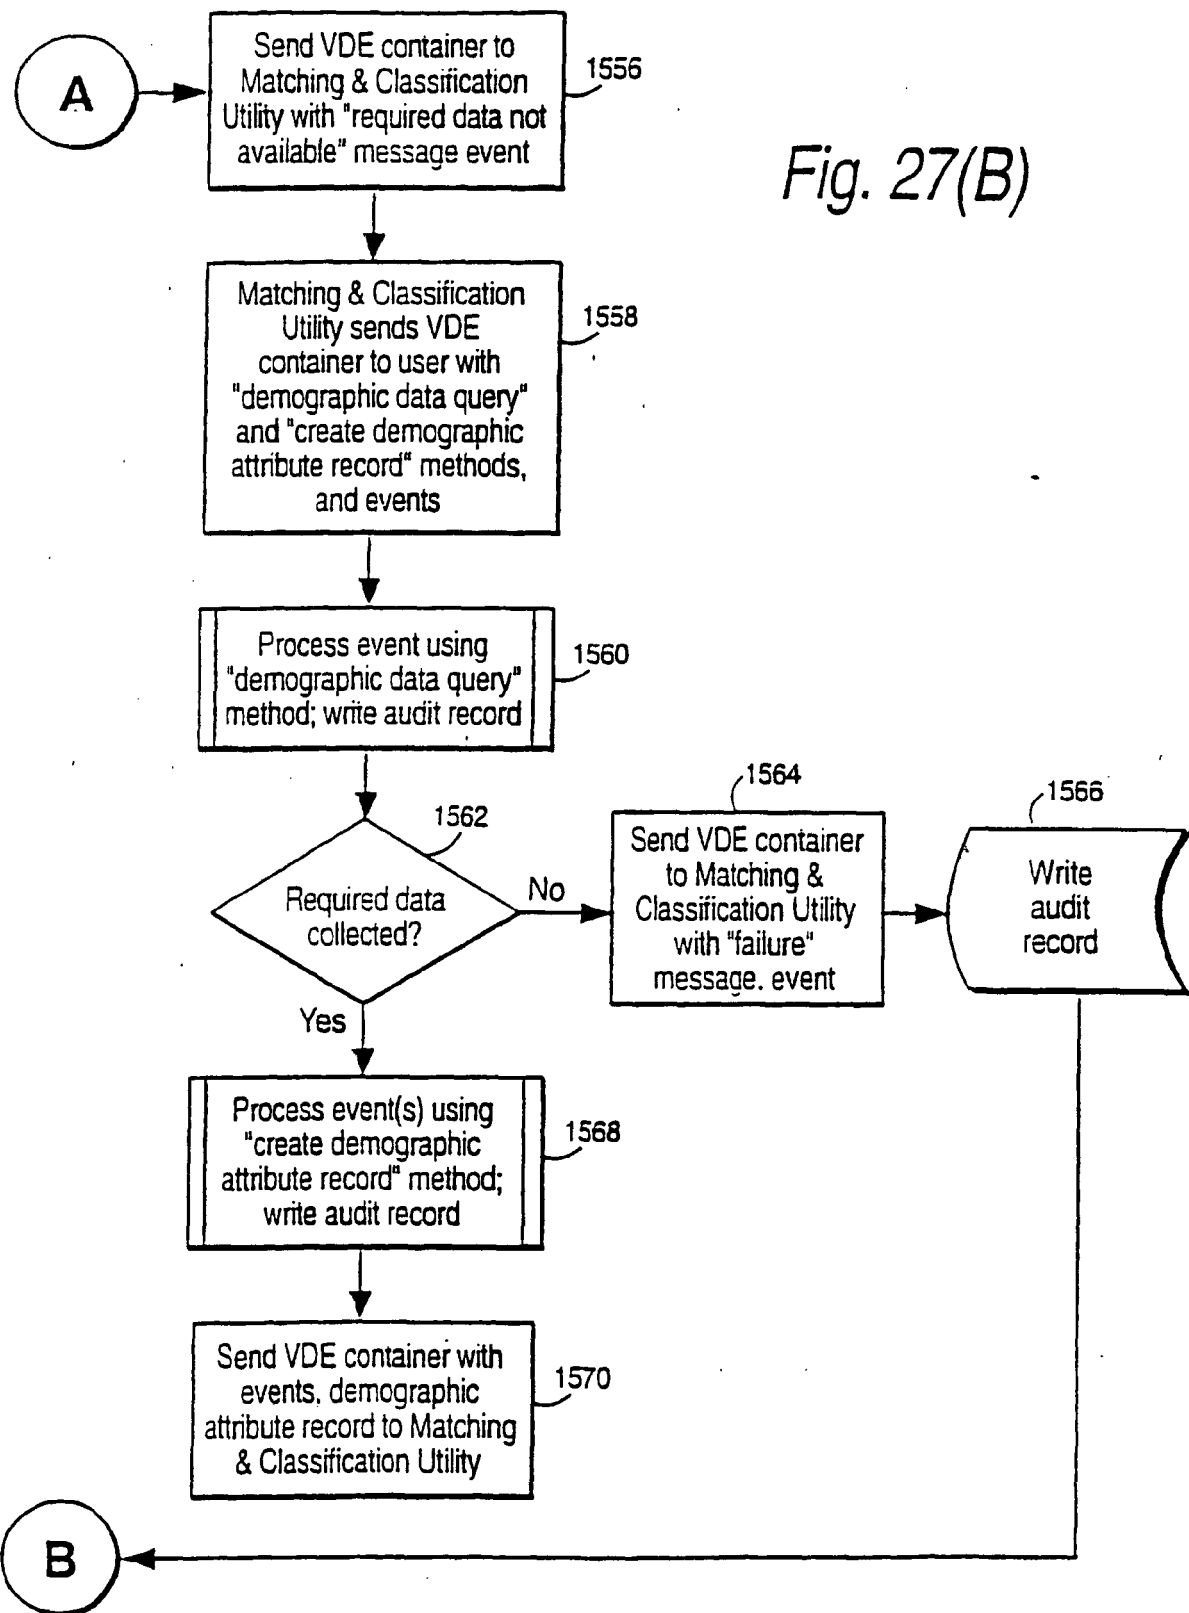 A
Send VDE container to
Matching & Classification
Utility with "required data not
available" message event
1556
Fig. 27(B)
Matching & Classification
Utility sends VDE
container to user with
"demographic data query"
and "create demographic
attribute record" methods,
and events
1558
Process event using
"demographic data query"
method; write audit record
1560
Required data
collected?
1562
No
Send VDE container
to Matching &
Classification Utility
with "failure"
message. event
1564
Write
audit
record
1566
Yes
Process event(s) using
"create demographic
attribute record" method;
write audit record
1568
Send VDE container with
events, demographic
attribute record to Matching
& Classification Utility
1570
B